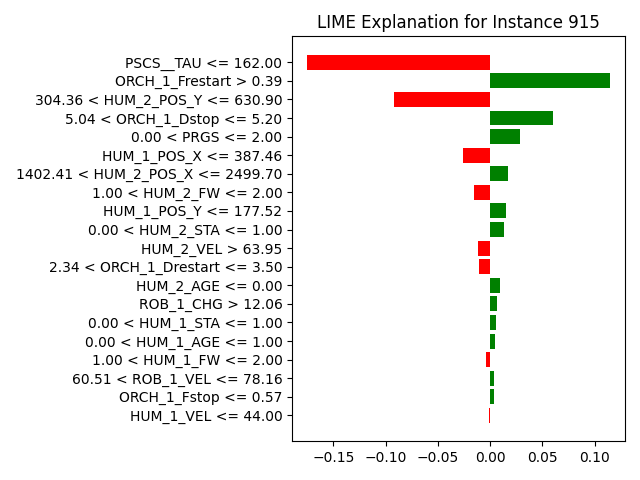 LIME Explanation for Instance 915
PSCS__TAU <= 162.00
ORCH_1_Frestart > 0.39
304.36 < HUM_2_POS_Y <= 630.90
5.04 < ORCH_1_Dstop <= 5.20
0.00 < PRGS <= 2.00
HUM_1_POS_X <= 387.46
1402.41 < HUM_2_POS_X <= 2499.70
1.00 < HUM_2_FW <= 2.00
HUM_1_POS_Y <= 177.52
0.00 < HUM_2_STA <= 1.00
HUM_2_VEL > 63.95
2.34 < ORCH_1_Drestart <= 3.50
HUM_2_AGE <= 0.00
ROB_1_CHG > 12.06
0.00 < HUM_1_STA <= 1.00
0.00 < HUM_1_AGE <= 1.00
1.00 < HUM_1_FW <= 2.00
60.51 < ROB_1_VEL <= 78.16
ORCH_1_Fstop <= 0.57
HUM_1_VEL <= 44.00
−0.15 −0.10 −0.05 0.00 0.05 0.10